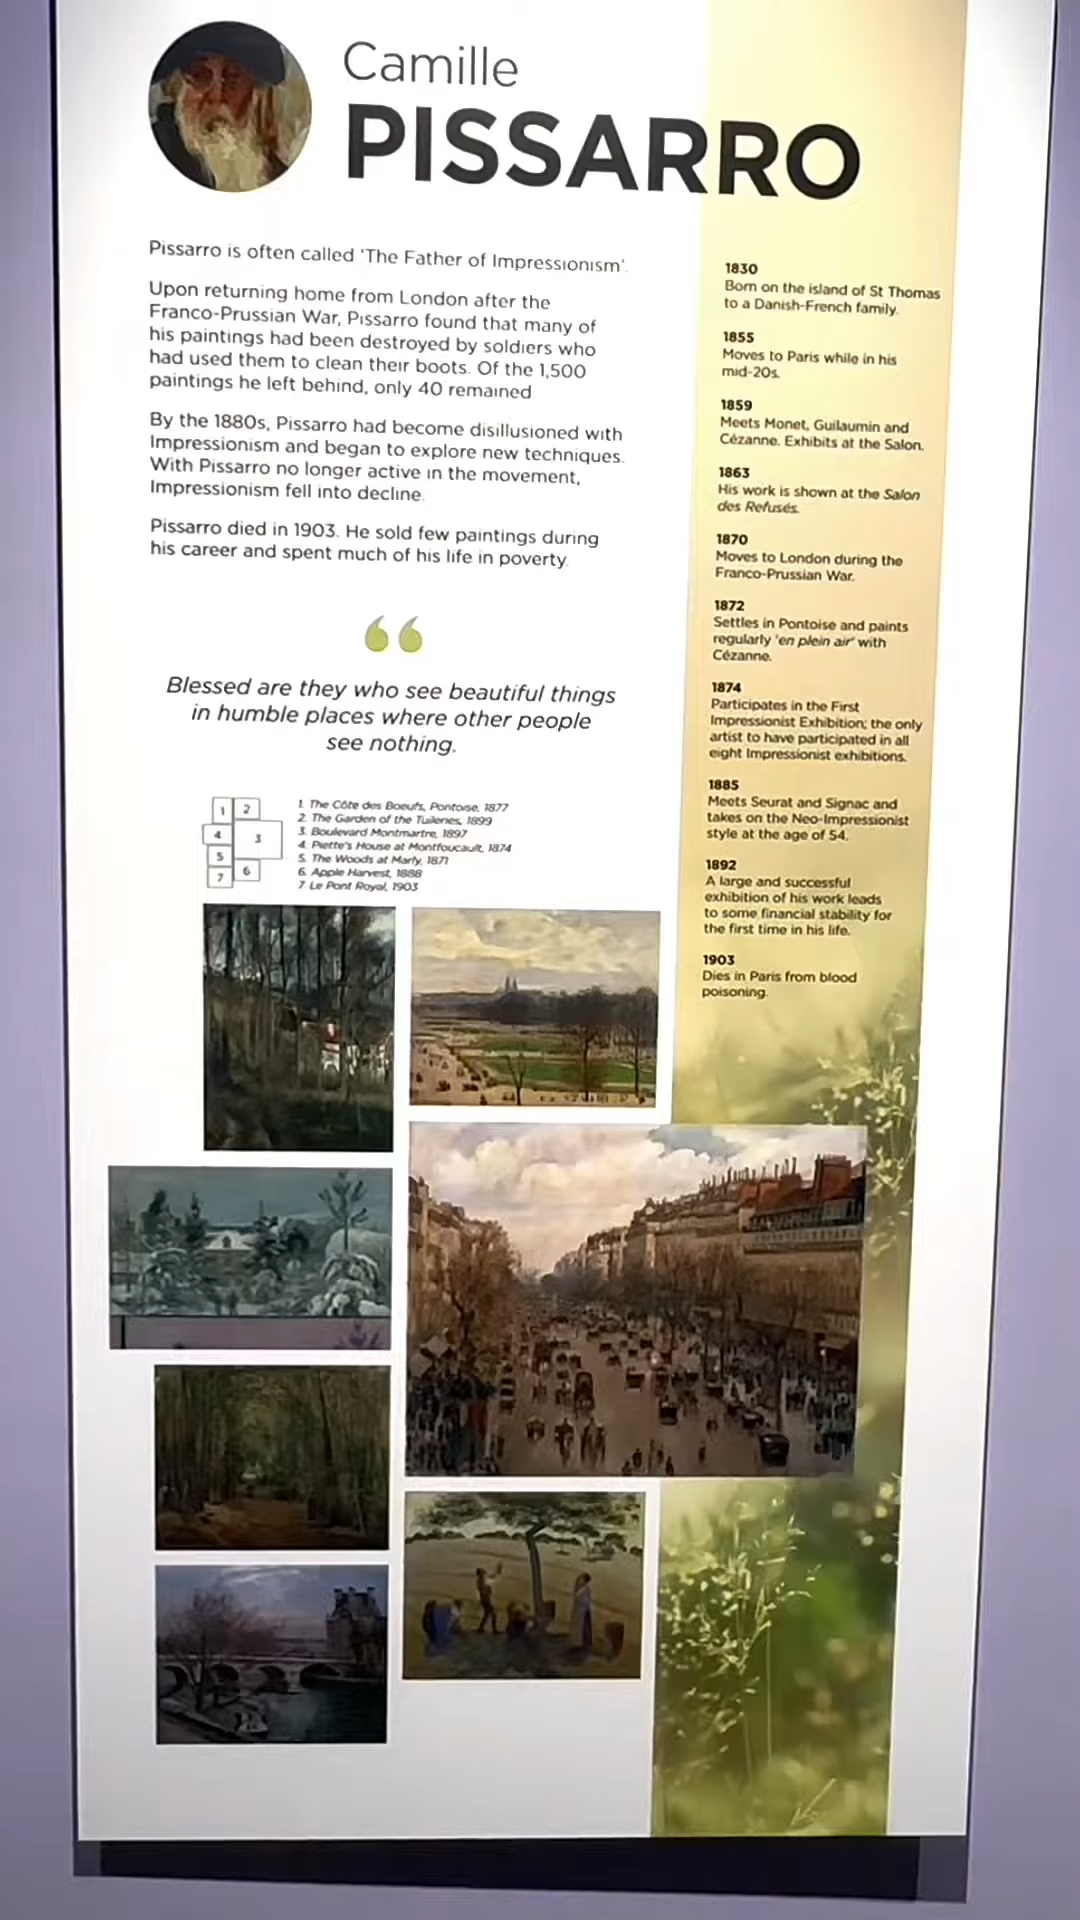 Camille
PISSARRO
Pissarro is often called ‘The Father of Impressionism’.
Upon returning home from London after the
Franco-Prussian War, Pissarro found that many of
his paintings had been destroyed by soldiers who
had used them to clean their boots. Of the 1,500
paintings he left behind, only 40 remained
By the 1880s, Pissarro had become disillusioned with
Impressionism and began to explore new techniques.
With Pissarro no longer active in the movement,
Impressionism fell into decline.
Pissarro died in 1903. He sold few paintings during
his career and spent much of his life in poverty.
“
Blessed are they who see beautiful things
in humble places where other people
see nothing.
1 2
4 3
5
7 6
1. The Côte des Boeufs, Pontoise, 1877
2. The Garden of the Tuileries, 1899
3. Boulevard Montmartre, 1897
4. Piette's House at Montfoucault, 1874
5. The Woods at Marly, 1871
6. Apple Harvest, 1888
7. Le Pont Royal, 1903
1830
Born on the island of St Thomas
to a Danish-French family.
1855
Moves to Paris while in his
mid-20s.
1859
Meets Monet, Guilaumin and
Cézanne. Exhibits at the Salon.
1863
His work is shown at the Salon
des Refusés.
1870
Moves to London during the
Franco-Prussian War.
1872
Settles in Pontoise and paints
regularly 'en plein air' with
Cézanne.
1874
Participates in the First
Impressionist Exhibition; the only
artist to have participated in all
eight Impressionist exhibitions.
1885
Meets Seurat and Signac and
takes on the Neo-Impressionist
style at the age of 54.
1892
A large and successful
exhibition of his work leads
to some financial stability for
the first time in his life.
1903
Dies in Paris from blood
poisoning.